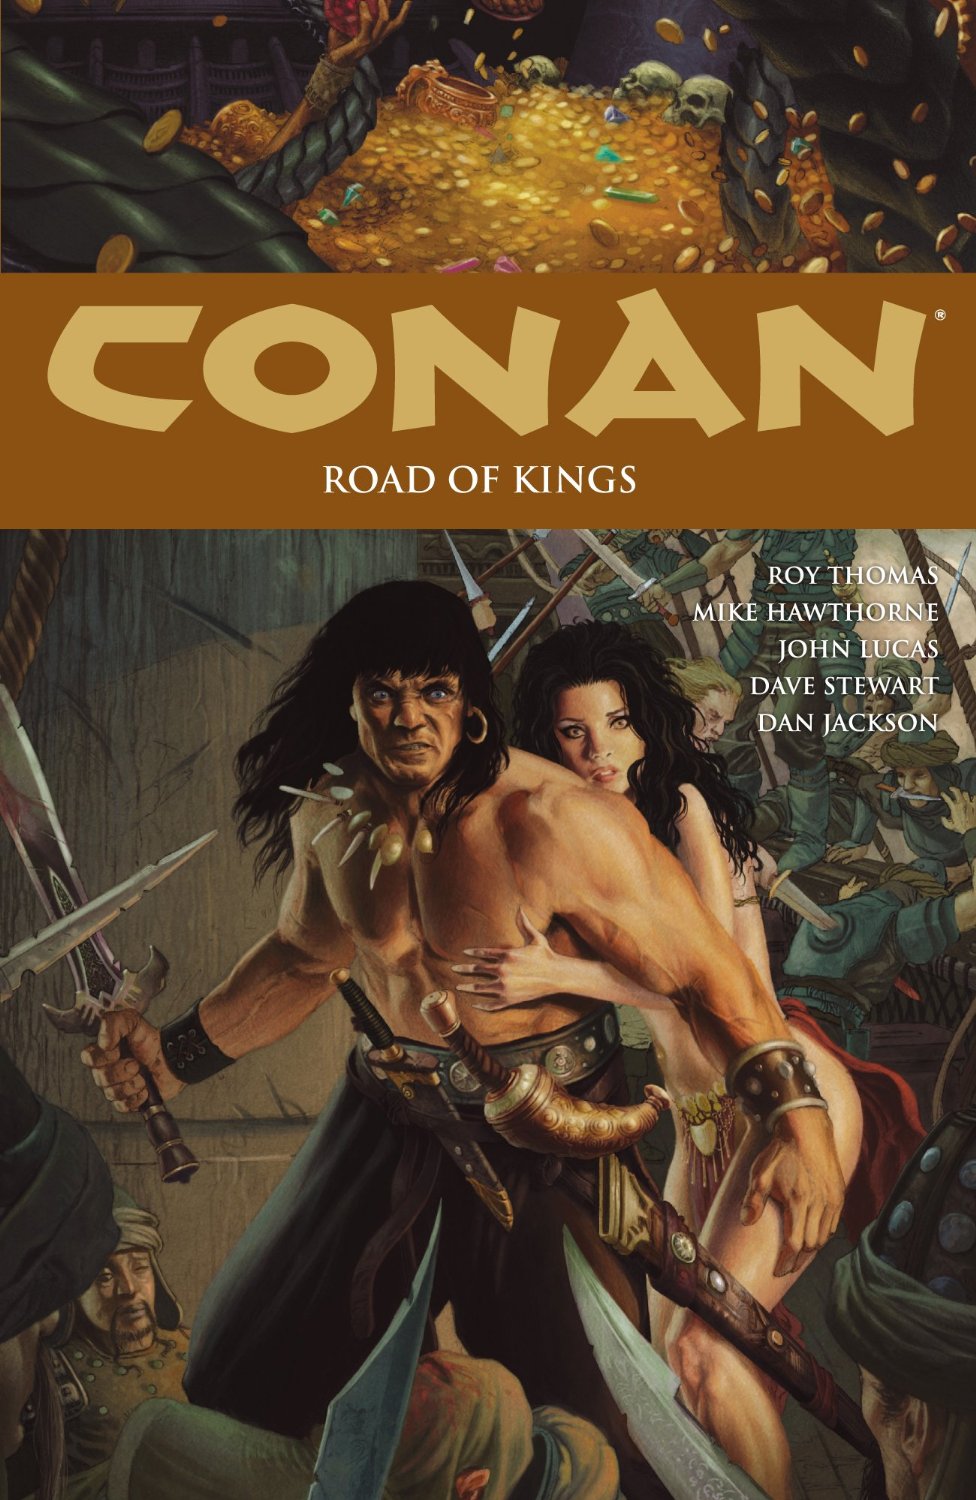 CONAN®
ROAD OF KINGS
ROY THOMAS
MIKE HAWTHORNE
JOHN LUCAS
DAVE STEWART
DAN JACKSON